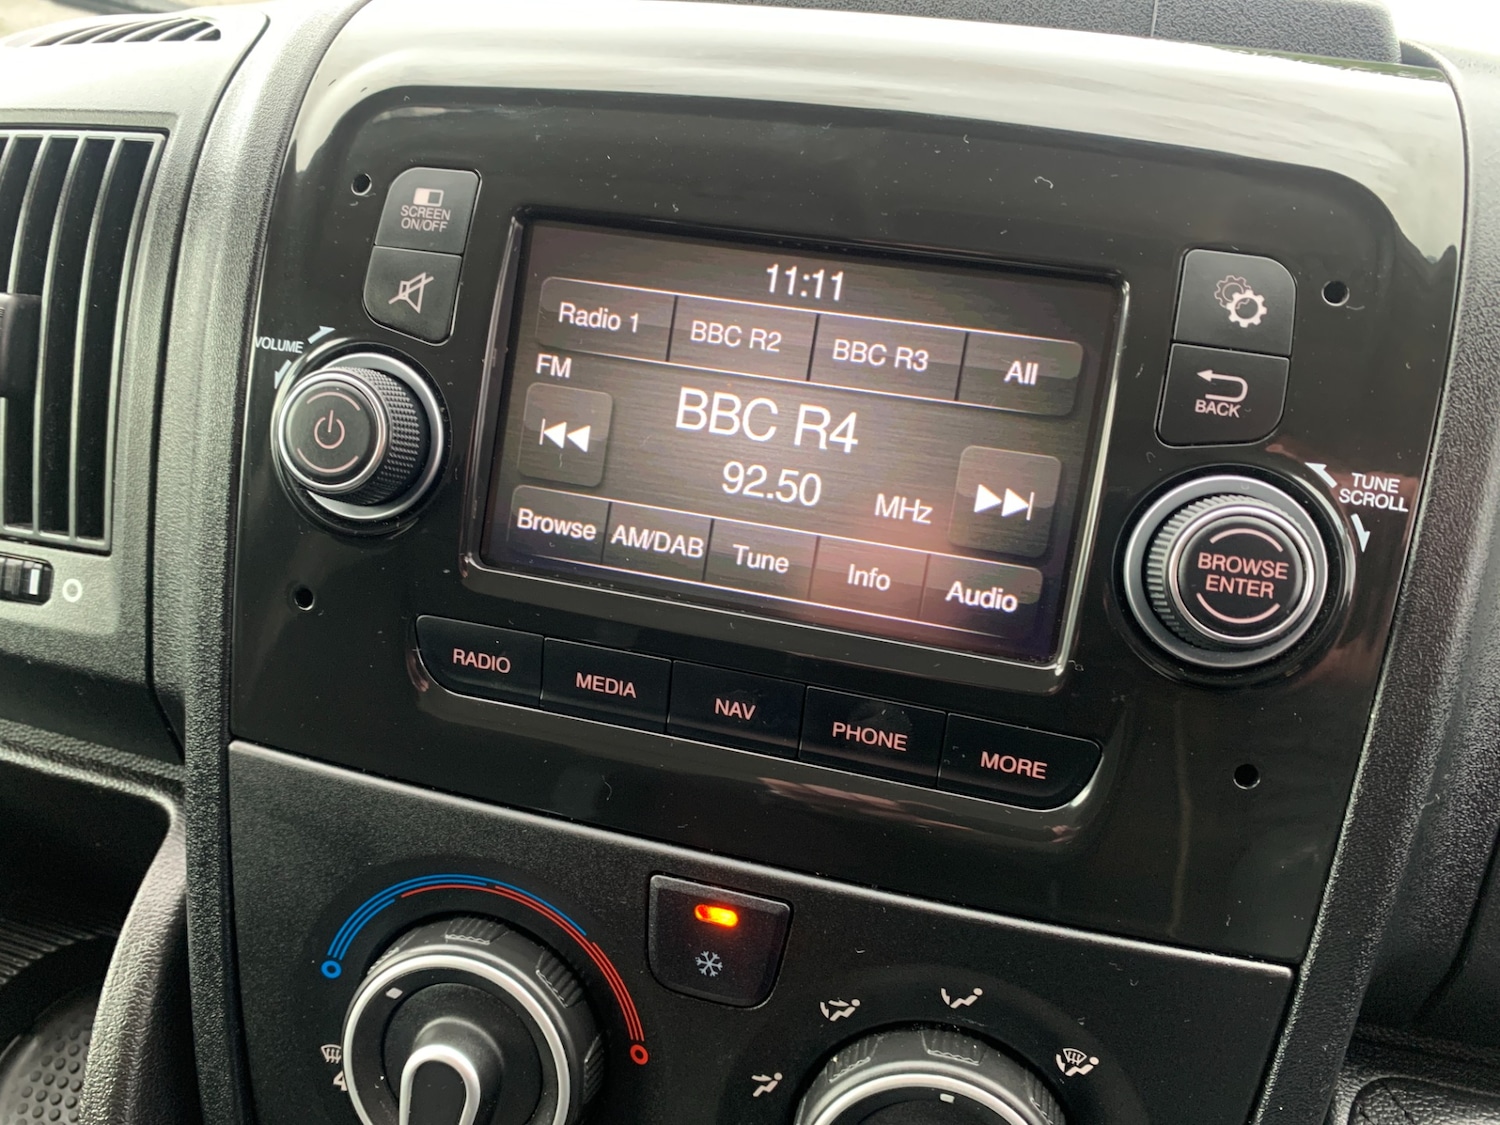 SCREEN
ON/OFF
VOLUME
11:11
Radio 1
BBC R2
BBC R3
All
FM
BBC R4
92.50
MHz
Browse
AM/DAB
Tune
Info
Audio
BACK
TUNE
SCROLL
BROWSE
ENTER
RADIO
MEDIA
NAV
PHONE
MORE
4